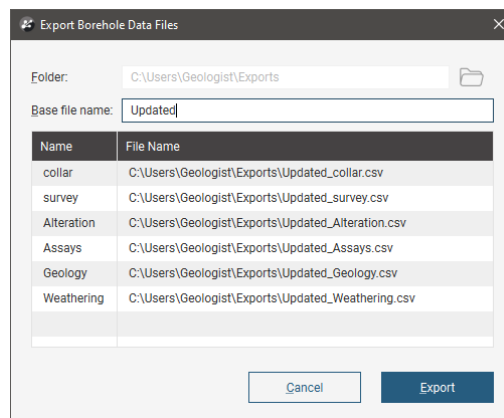 Export Borehole Data Files
Folder: C:\Users\Geologist\Exports
Base file name: Updated
Name File Name
collar C:\Users\Geologist\Exports\Updated_collar.csv
survey C:\Users\Geologist\Exports\Updated_survey.csv
Alteration C:\Users\Geologist\Exports\Updated_Alteration.csv
Assays C:\Users\Geologist\Exports\Updated_Assays.csv
Geology C:\Users\Geologist\Exports\Updated_Geology.csv
Weathering C:\Users\Geologist\Exports\Updated_Weathering.csv
Cancel Export